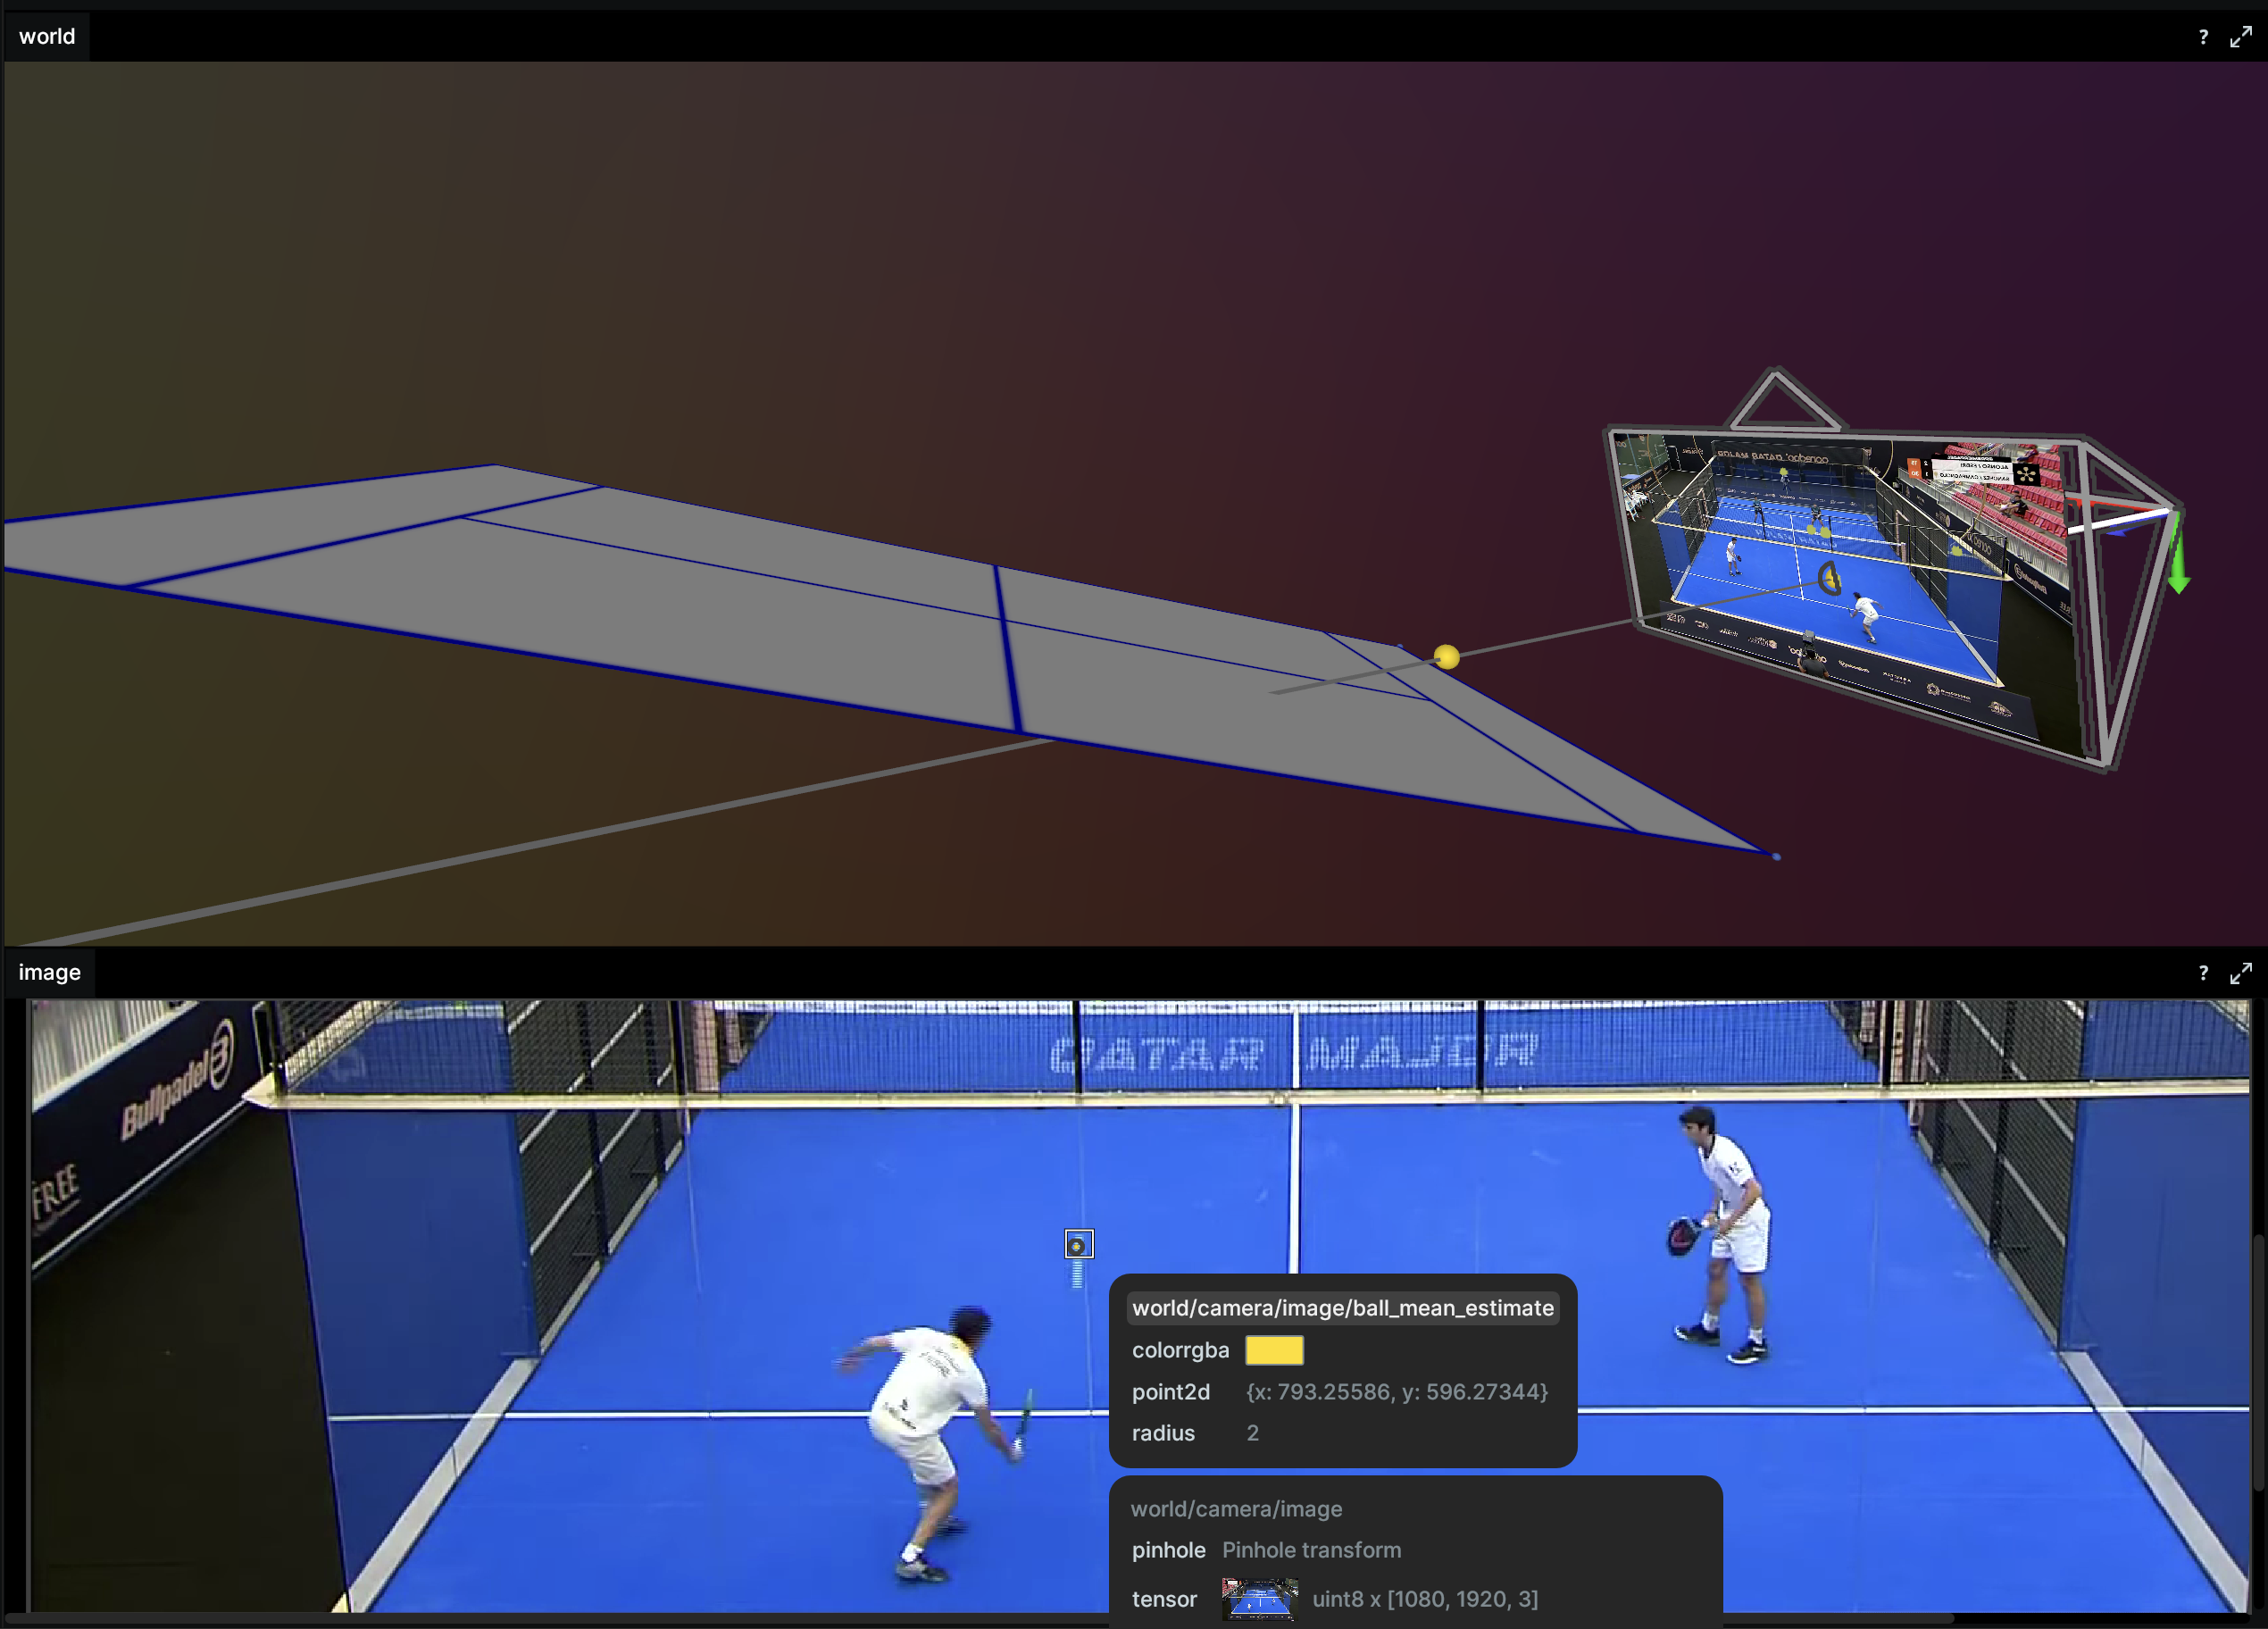 world
?
image
?
Bullpadel
FREE
QATAR MAJOR
world/camera/image/ball_mean_estimate
colorrgba
point2d {x: 793.25586, y: 596.27344}
radius 2
world/camera/image
pinhole Pinhole transform
tensor uint8 x [1080, 1920, 3]